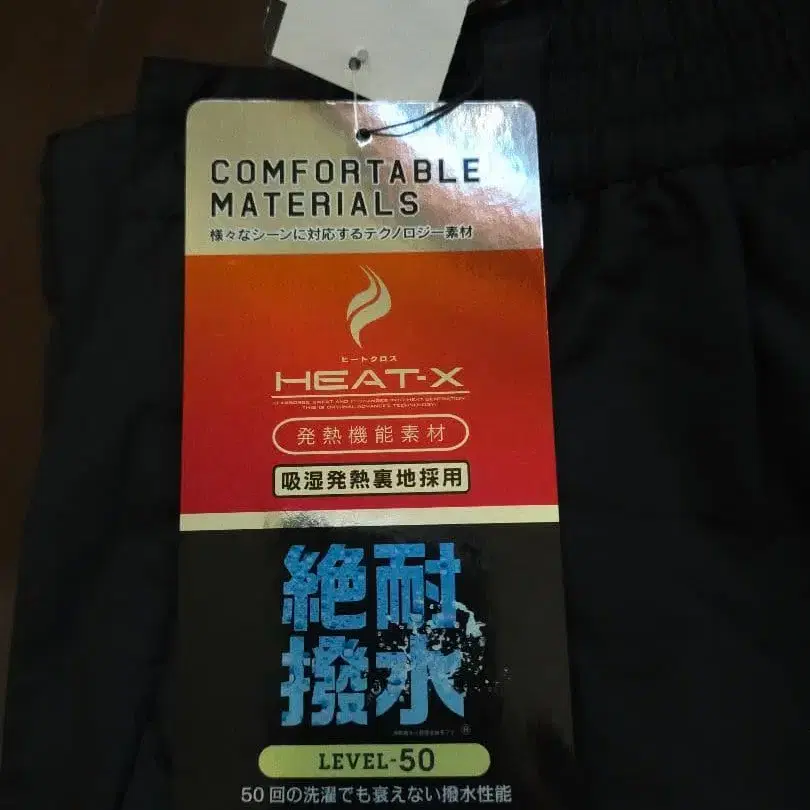 COMFORTABLE
MATERIALS
様々なシーンに対応するテクノロジー素材
ヒートクロス
HEAT-X
発熱機能素材
吸湿発熱裏地採用
絶耐
撥水
LEVEL-50
50回の洗濯でも衰えない撥水性能